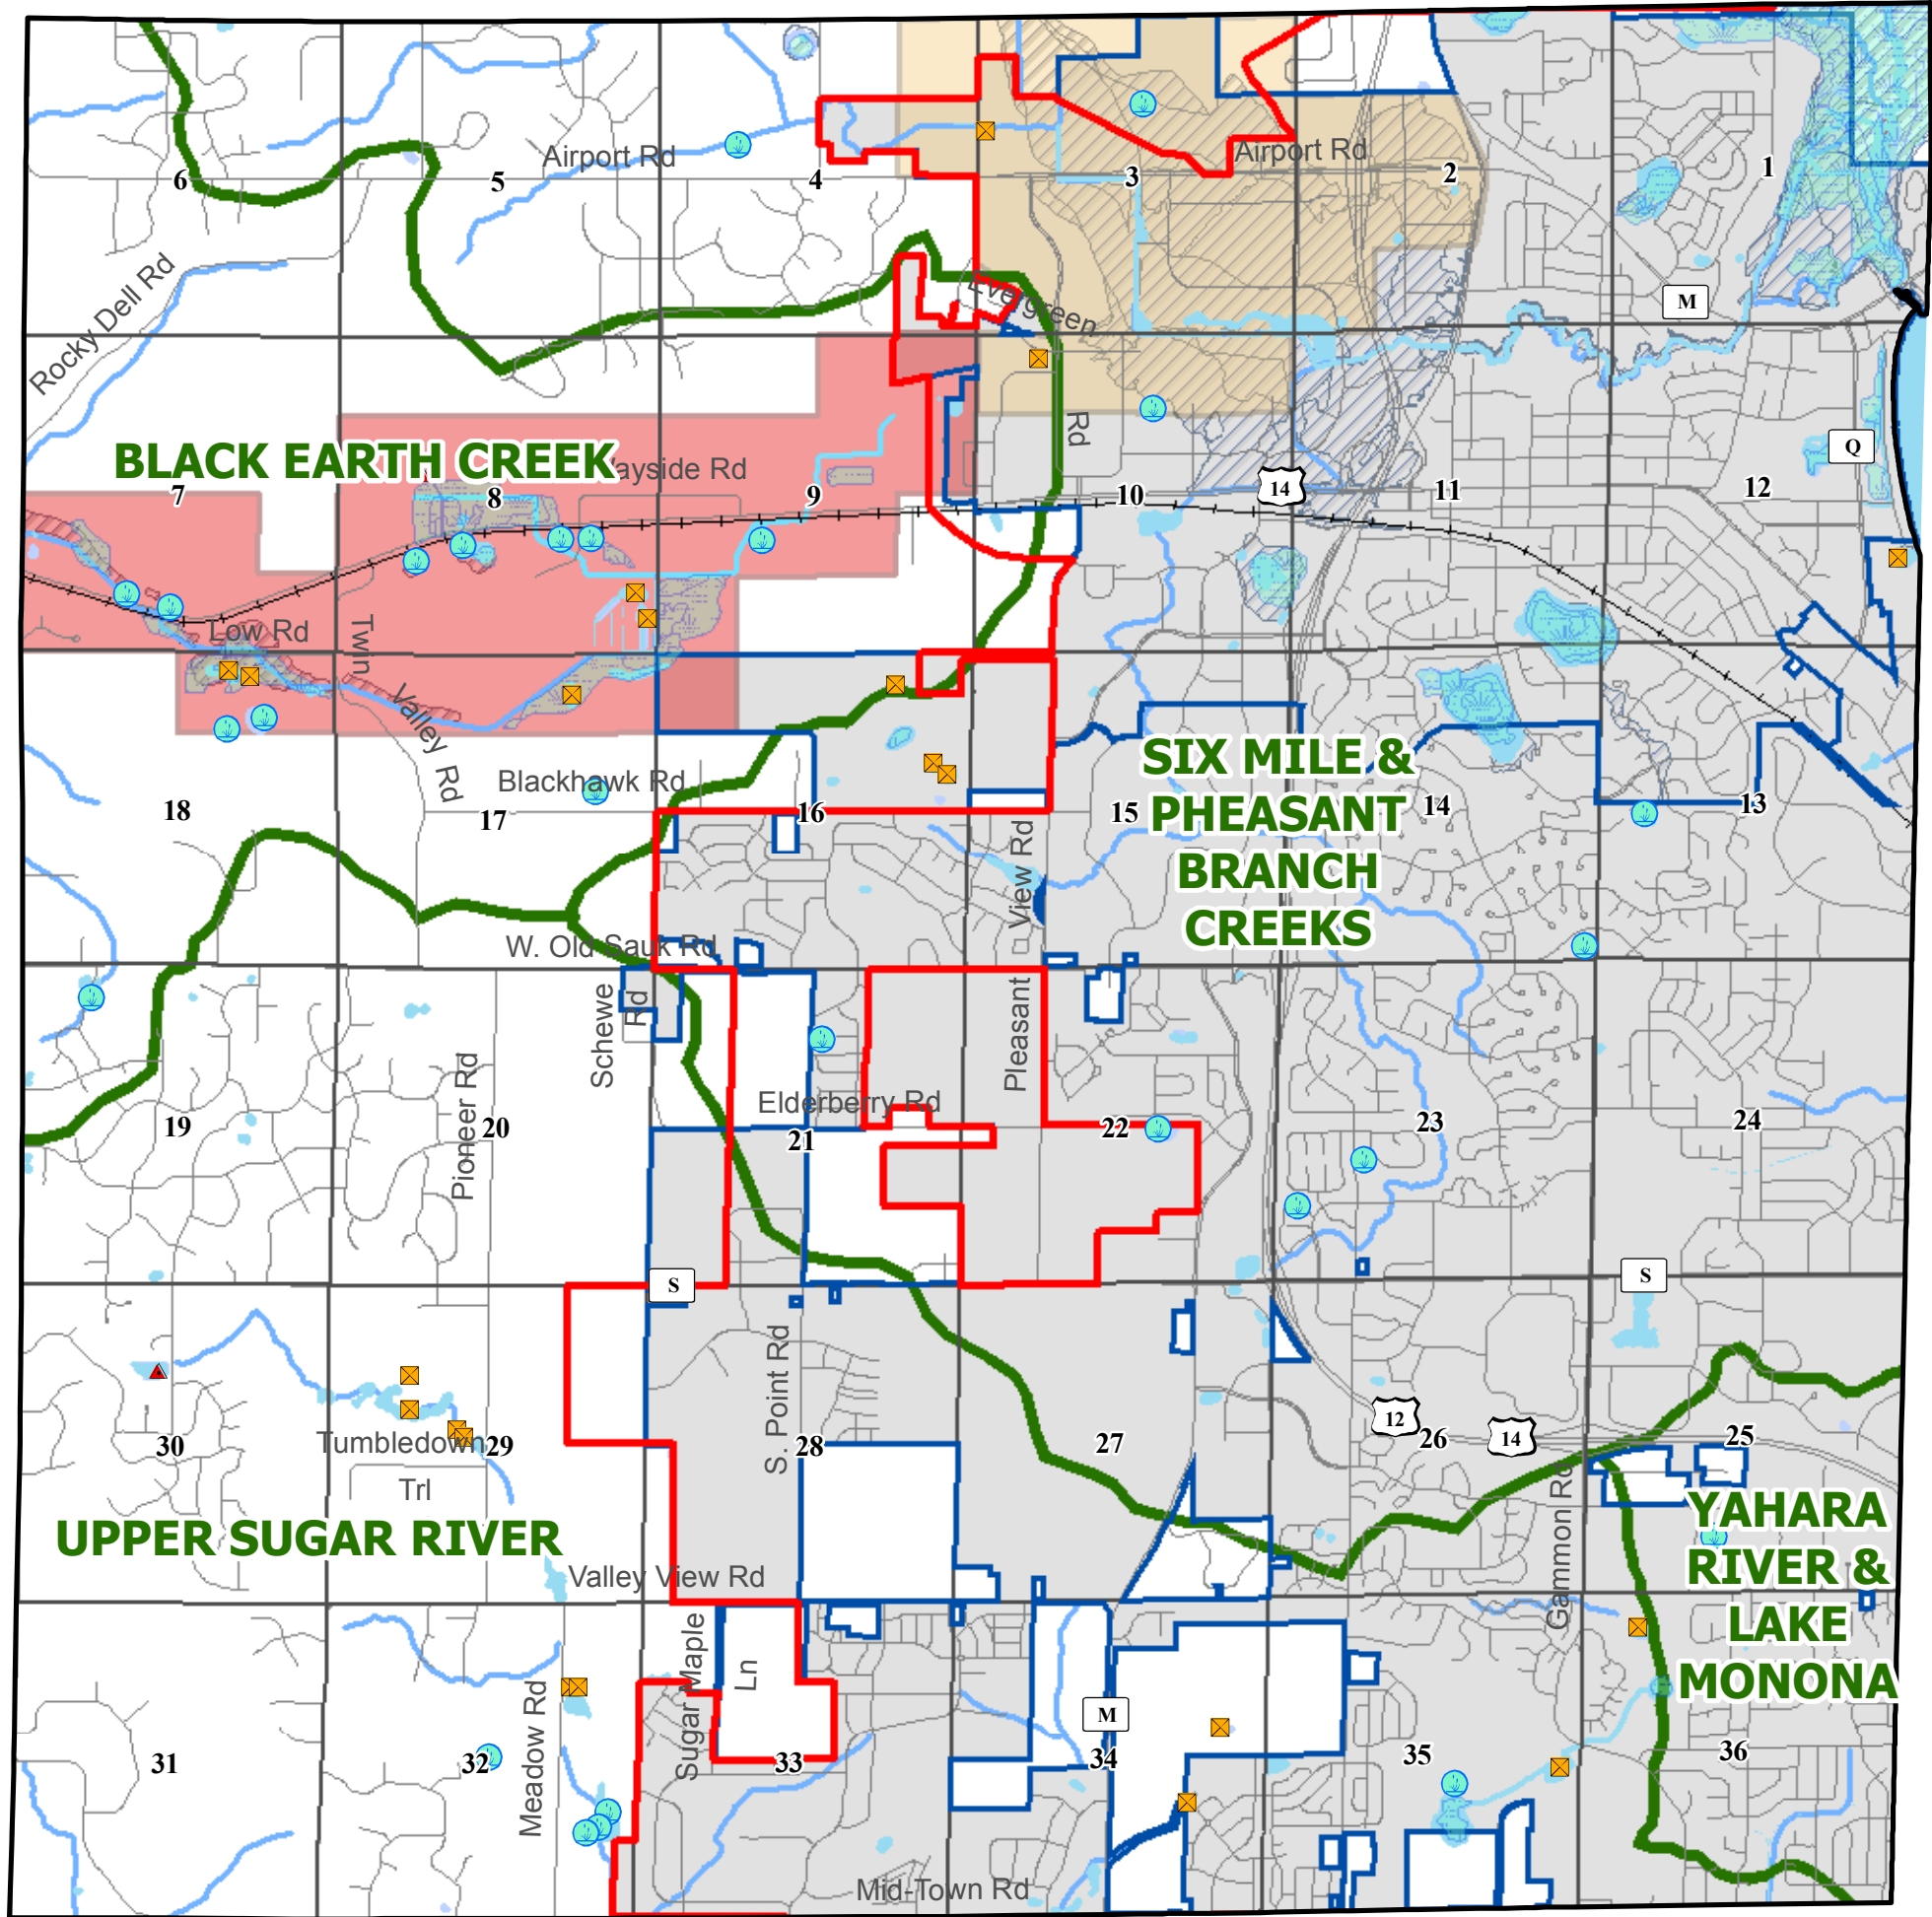 Airport Rd
Airport Rd
6
5
4
3
2
1
Rocky Dell Rd
Evergreen
Rd
M
Q
BLACK EARTH CREEK
Wayside Rd
7
8
9
10
14
11
12
Low Rd
Twin
Valley Rd
Blackhawk Rd
SIX MILE &
PHEASANT
BRANCH
CREEKS
18
17
16
15
14
13
View Rd
W. Old Sauk Rd
Schewe
Rd
Pleasant
Pioneer Rd
Elderberry Rd
19
20
21
22
23
24
S
S
S. Point Rd
12
14
30
Tumbledown
Trl
29
28
27
26
25
Gammon Rd
UPPER SUGAR RIVER
YAHARA
RIVER &
LAKE
MONONA
Valley View Rd
Sugar Maple
Ln
Meadow Rd
M
31
32
33
34
35
36
Mid-Town Rd